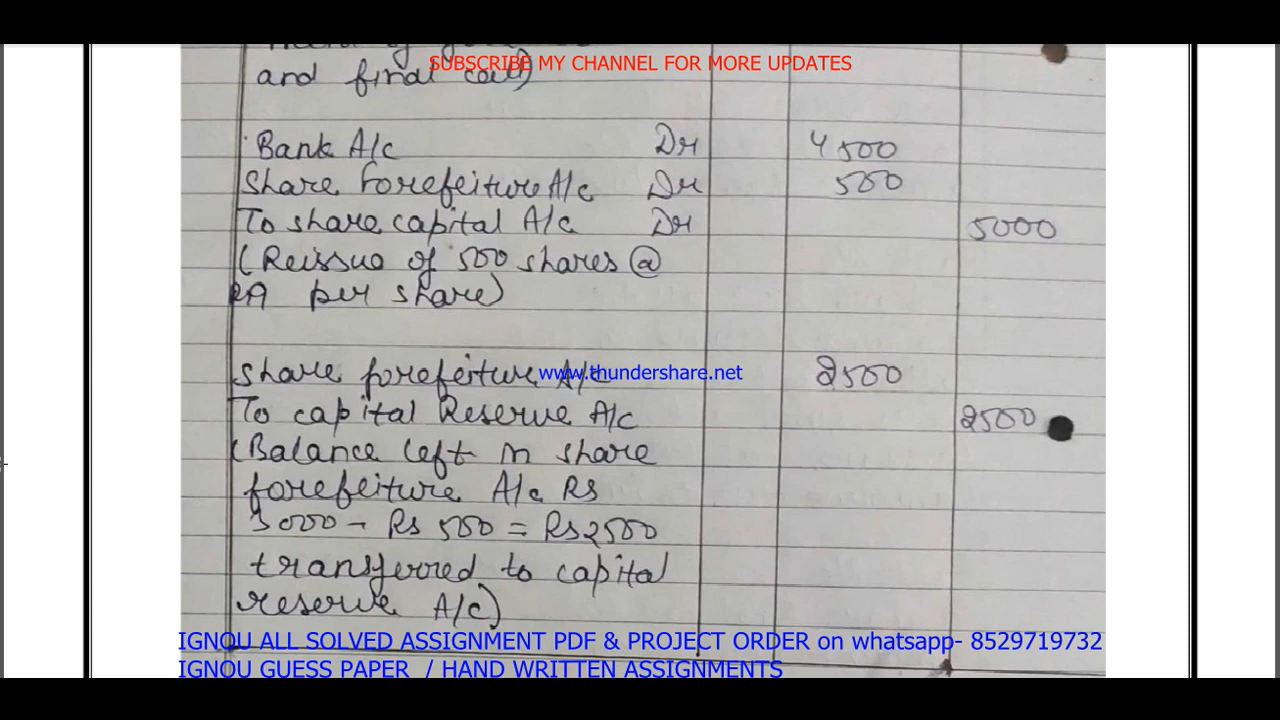 SUBSCRIBE MY CHANNEL FOR MORE UPDATES
and final call)
Bank A/c Dr 4500
Share Forefeiture A/c Dr 500
To share capital A/c Dr 5000
(Reissue of 500 shares @
per share)
share forefeiture A/c 2500
www.thundershare.net
To capital Reserve A/c 2500
(Balance left in share
forefeiture A/c Rs
3000 - Rs 500 = Rs 2500
transferred to capital
reserve A/c)
IGNOU ALL SOLVED ASSIGNMENT PDF & PROJECT ORDER on whatsapp- 8529719732
IGNOU GUESS PAPER / HAND WRITTEN ASSIGNMENTS